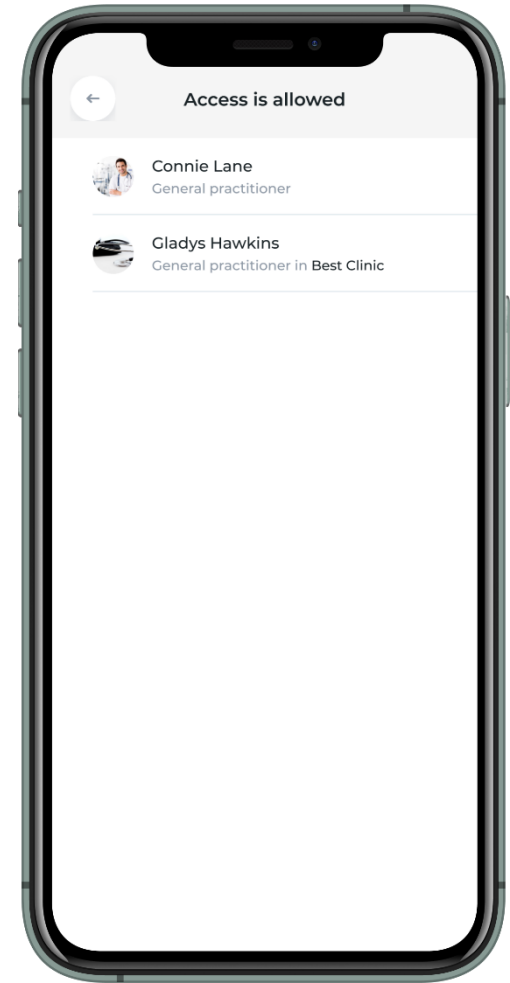 Access is allowed
Connie Lane
General practitioner
Gladys Hawkins
General practitioner in Best Clinic